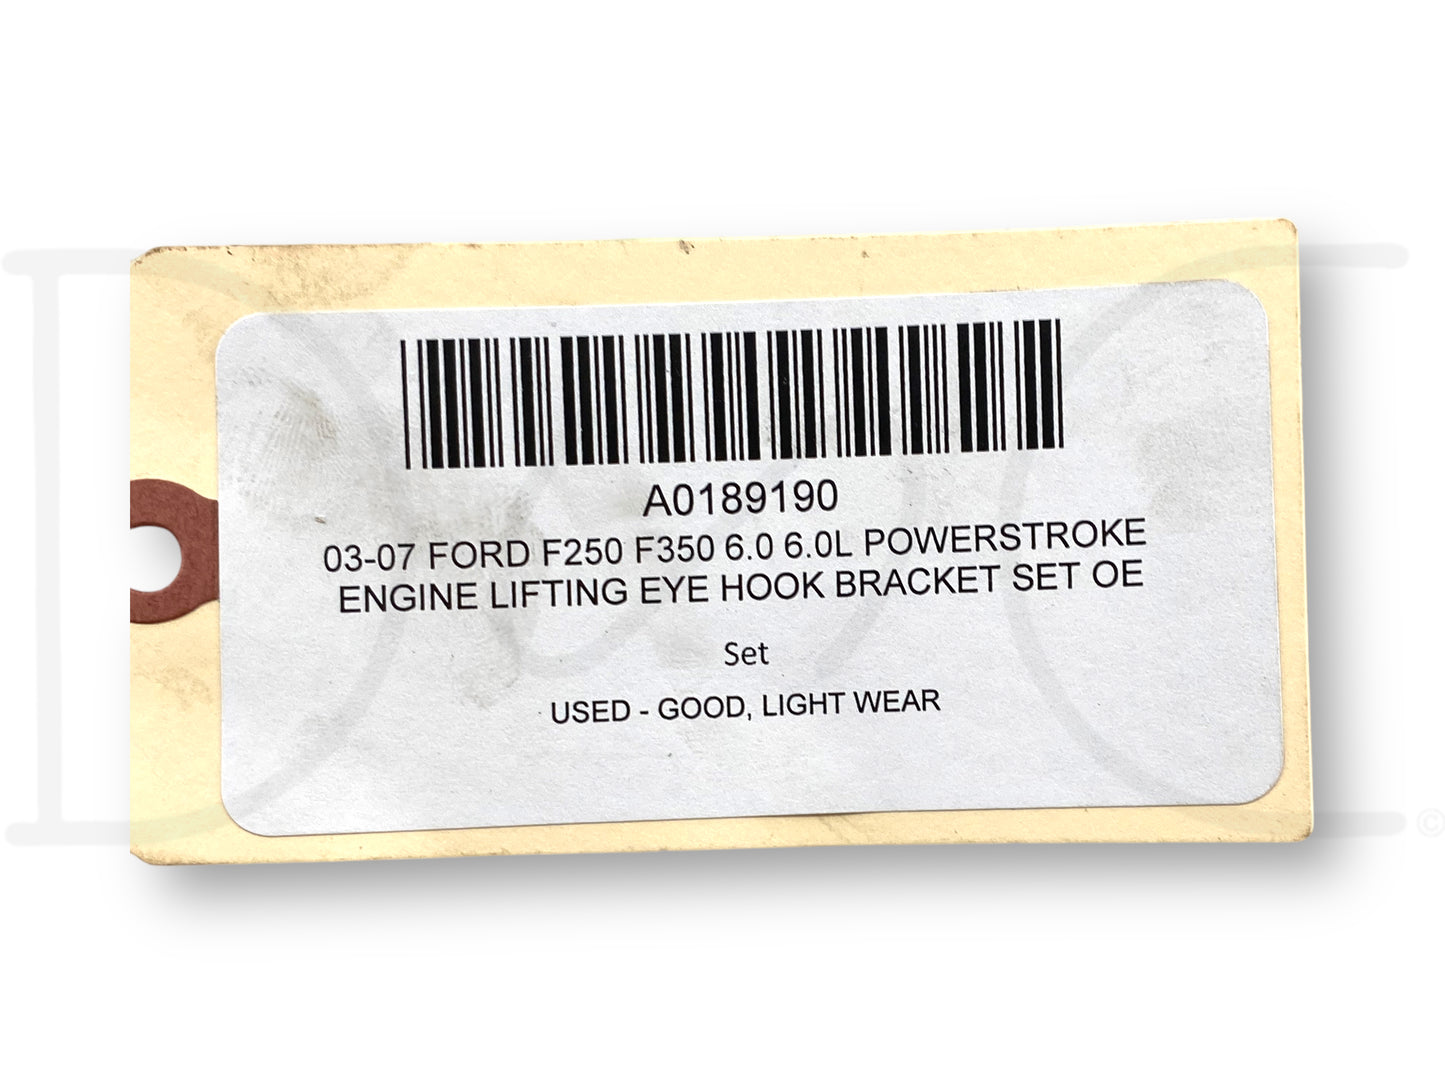 A0189190
03-07 FORD F250 F350 6.0 6.0L POWERSTROKE
ENGINE LIFTING EYE HOOK BRACKET SET OE
Set
USED - GOOD, LIGHT WEAR